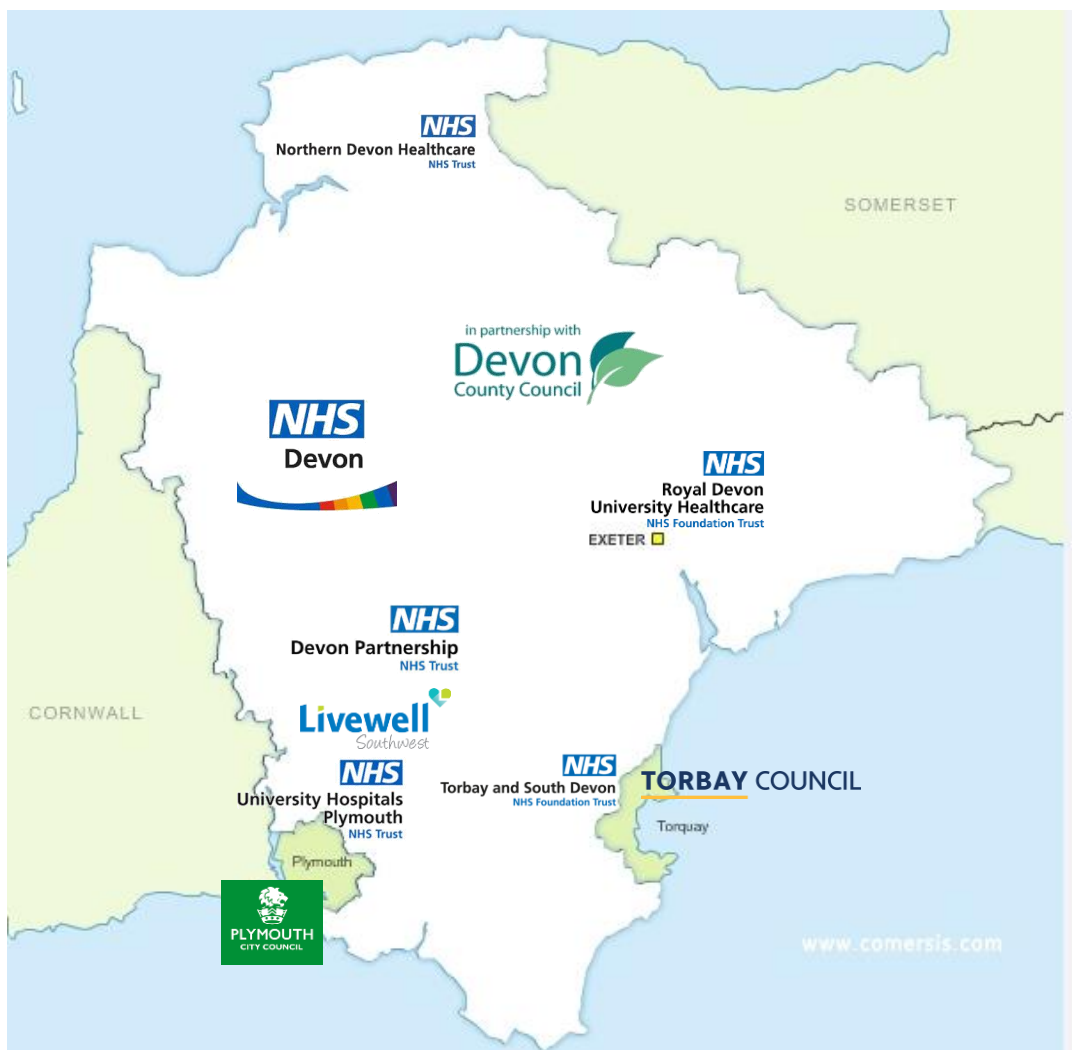 NHS
Northern Devon Healthcare
NHS Trust
SOMERSET
in partnership with
Devon
County Council
NHS
Devon
NHS
Royal Devon
University Healthcare
NHS Foundation Trust
EXETER
NHS
Devon Partnership
NHS Trust
CORNWALL
Livewell
Southwest
NHS
University Hospitals
Plymouth
NHS Trust
NHS
Torbay and South Devon
NHS Foundation Trust
TORBAY COUNCIL
Torquay
Plymouth
PLYMOUTH
CITY COUNCIL
www.comersis.com